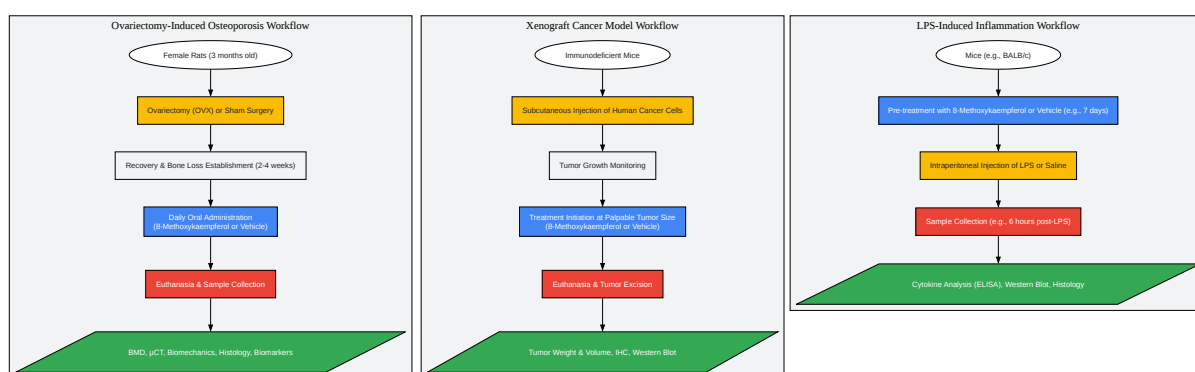 Ovariectomy-Induced Osteoporosis Workflow
Female Rats (3 months old)
Ovariectomy (OVX) or Sham Surgery
Recovery & Bone Loss Establishment (2-4 weeks)
Daily Oral Administration
(8-Methoxykaempferol or Vehicle)
Euthanasia & Sample Collection
BMD, µCT, Biomechanics, Histology, Biomarkers
Xenograft Cancer Model Workflow
Immunodeficient Mice
Subcutaneous Injection of Human Cancer Cells
Tumor Growth Monitoring
Treatment Initiation at Palpable Tumor Size
(8-Methoxykaempferol or Vehicle)
Euthanasia & Tumor Excision
Tumor Weight & Volume, IHC, Western Blot
LPS-Induced Inflammation Workflow
Mice (e.g., BALB/c)
Pre-treatment with 8-Methoxykaempferol or Vehicle (e.g., 7 days)
Intraperitoneal Injection of LPS or Saline
Sample Collection (e.g., 6 hours post-LPS)
Cytokine Analysis (ELISA), Western Blot, Histology